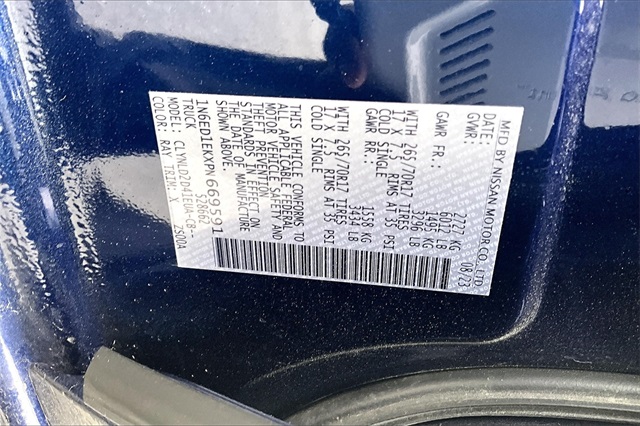 MFD BY NISSAN MOTOR CO., LTD.
DATE: 08/23
GVWR: 2727 KG
6012 LB
GAWR FR: 1496 KG
3296 LB
WITH 265/70R17 TIRES
17 X 7.5 RIMS AT 35 PSI
COLD SINGLE
GAWR RR: 1558 KG
3434 LB
WITH 265/70R17 TIRES
17 X 7.5 RIMS AT 35 PSI
COLD SINGLE
THIS VEHICLE CONFORMS TO
ALL APPLICABLE FEDERAL
MOTOR VEHICLE SAFETY AND
THEFT PREVENTION
STANDARDS IN EFFECT ON
THE DATE OF MANUFACTURE
SHOWN ABOVE.
1N6ED1EKXPN669591
TRUCK 52866Z
MODEL: CLYNLD2D41EUA-EB-D
COLOR: RAY TRIM: X 2500A